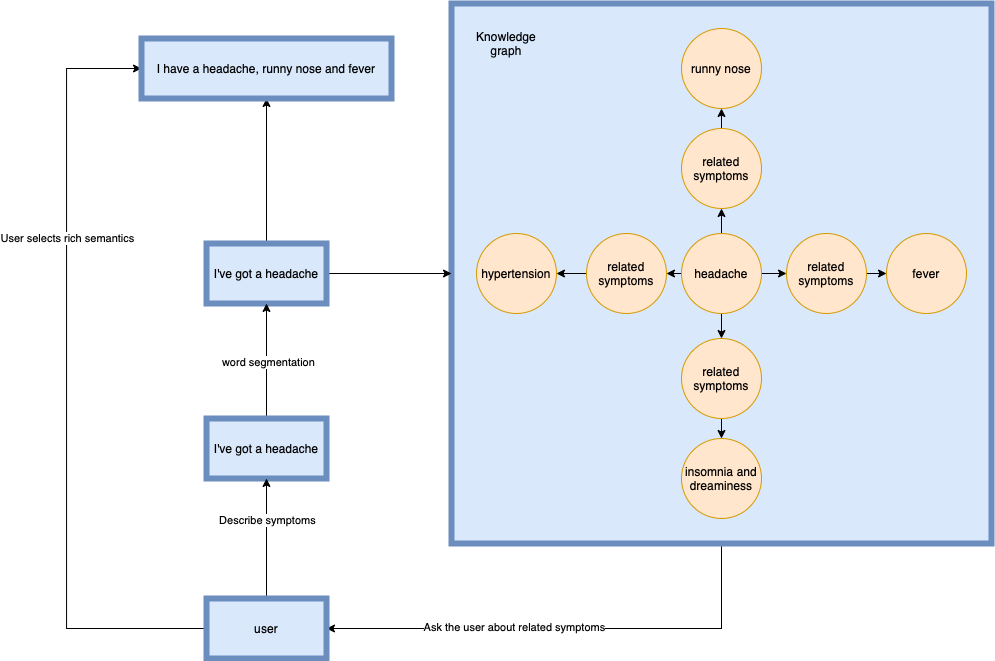 Knowledge
graph
runny nose
I have a headache, runny nose and fever
related
symptoms
User selects rich semantics
I've got a headache
hypertension
related
symptoms
headache
related
symptoms
fever
word segmentation
related
symptoms
I've got a headache
insomnia and
dreaminess
Describe symptoms
user
Ask the user about related symptoms